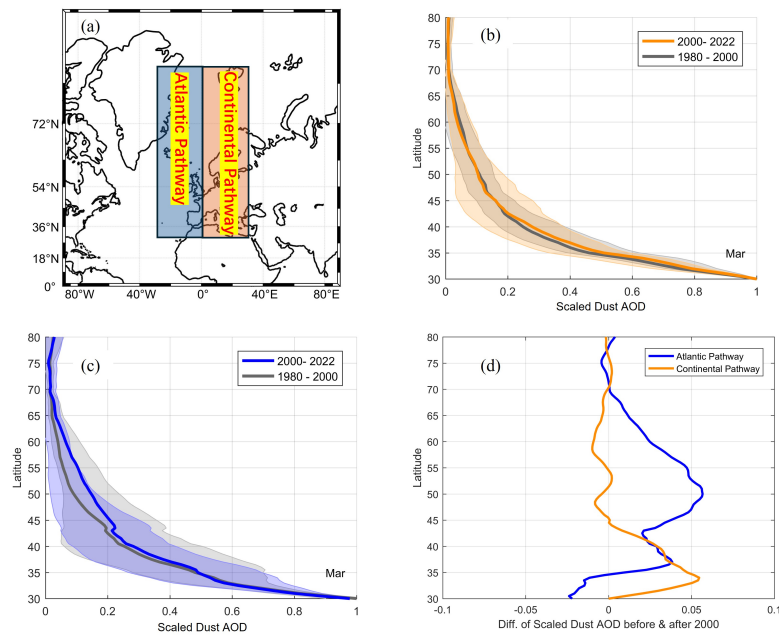 (a)
Atlantic Pathway
Continental Pathway
72°N
54°N
36°N
18°N
0°
80°W
40°W
0°
40°E
80°E
(b)
2000- 2022
1980 - 2000
80
75
70
65
60
55
50
45
40
35
30
Latitude
Mar
0
0.2
0.4
0.6
0.8
1
Scaled Dust AOD
(c)
2000- 2022
1980 - 2000
80
75
70
65
60
55
50
45
40
35
30
Latitude
Mar
0
0.2
0.4
0.6
0.8
1
Scaled Dust AOD
(d)
Atlantic Pathway
Continental Pathway
80
75
70
65
60
55
50
45
40
35
30
Latitude
-0.1
-0.05
0
0.05
0.1
Diff. of Scaled Dust AOD before & after 2000